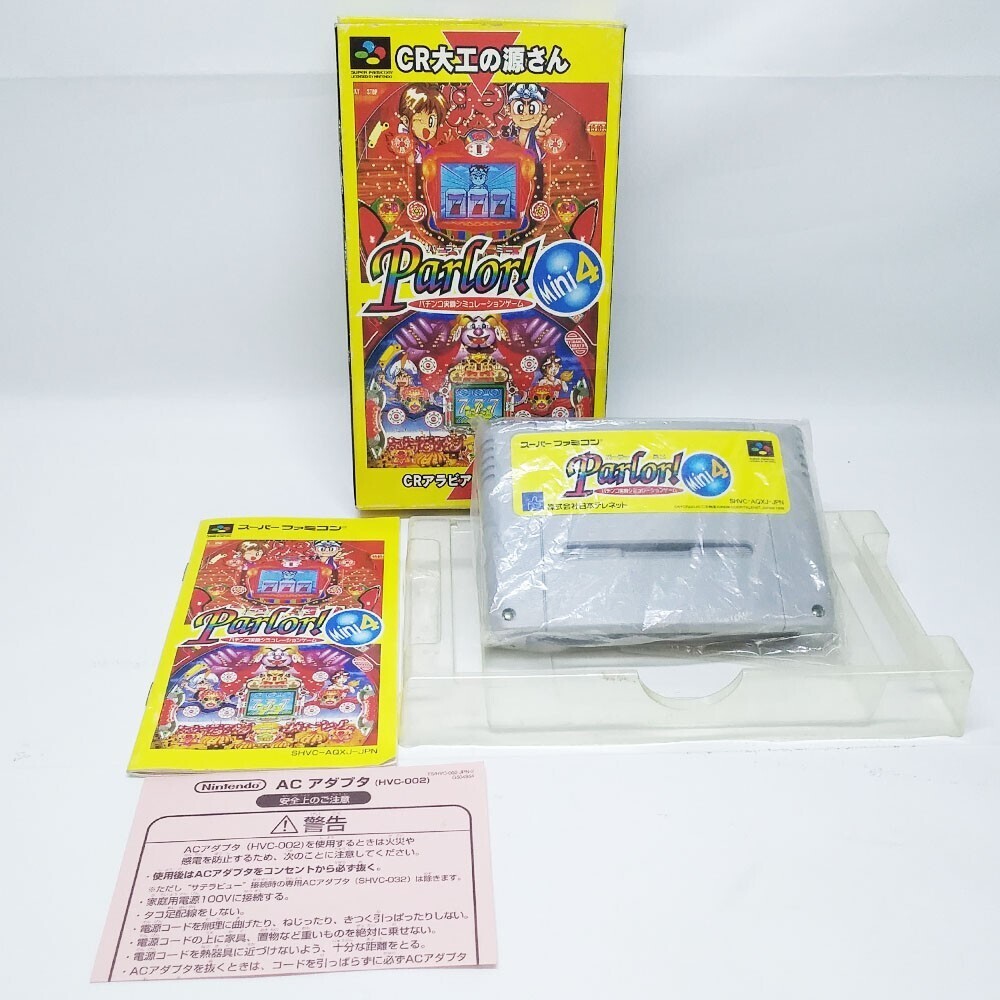 SUPER FAMICOM
CR大工の源さん
STOP
777
パーラー ミニ
Parlor! Mini 4
パチンコ実機シミュレーションゲーム
7-2-7
CRアラビア
スーパーファミコン
Parlor! Mini 4
パチンコ実機シミュレーションゲーム
SHVC-AQXJ-JPN
株式会社日本テレネット
スーパーファミコン
777
Parlor! Mini 4
パチンコ実機シミュレーションゲーム
SHVC-AQXJ-JPN
Nintendo ACアダプタ (HVC-002)
安全上のご注意
警告
ACアダプタ(HVC-002)を使用するときは火災や
感電を防止するため、次のことに注意してください。
・使用後はACアダプタをコンセントから必ず抜く。
※ただし“サテラビュー”接続時の専用ACアダプタ(SHVC-032)は除きます。
・家庭用電源100Vに接続する。
・タコ足配線をしない。
・電源コードを無理に曲げたり、ねじったり、きつく引っぱったりしない。
・電源コードの上に家具、置物など重いものを絶対に乗せない。
・電源コードを熱器具に近づけないよう、十分な距離をとる。
・ACアダプタを抜くときは、コードを引っぱらずに必ずACアダプタ